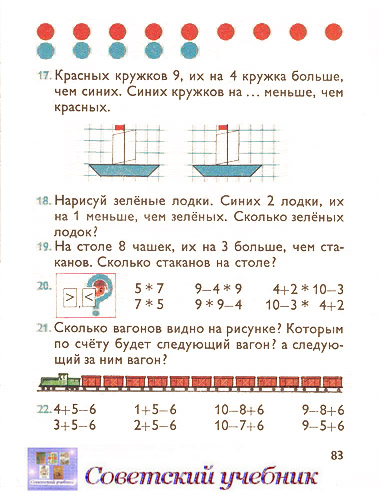 17. Красных кружков 9, их на 4 кружка больше,
чем синих. Синих кружков на ... меньше, чем
красных.
18. Нарисуй зелёные лодки. Синих 2 лодки, их
на 1 меньше, чем зелёных. Сколько зелёных
лодок?
19. На столе 8 чашек, их на 3 больше, чем ста-
канов. Сколько стаканов на столе?
20. >, < ? 5 * 7 9–4 * 9 4+2 * 10–3
7 * 5 9 * 9–4 10–3 * 4+2
21. Сколько вагонов видно на рисунке? Которым
по счёту будет следующий вагон? а следую-
щий за ним вагон?
22. 4+5–6 1+5–6 10–8+6 9–8+6
3+5–6 2+5–6 10–7+6 9–5+6
83
Советский учебник